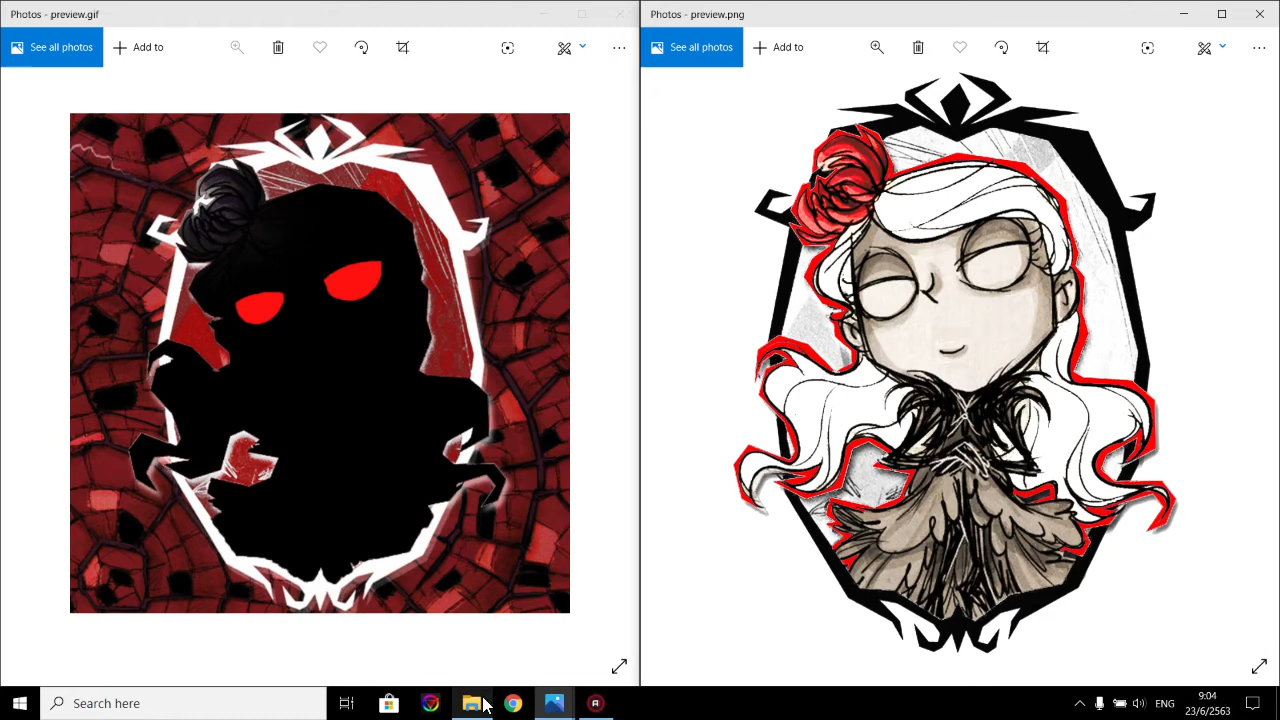 Photos - preview.gif
See all photos
Add to
Photos - preview.png
See all photos
Add to
Search here
ENG
9:04
23/6/2563